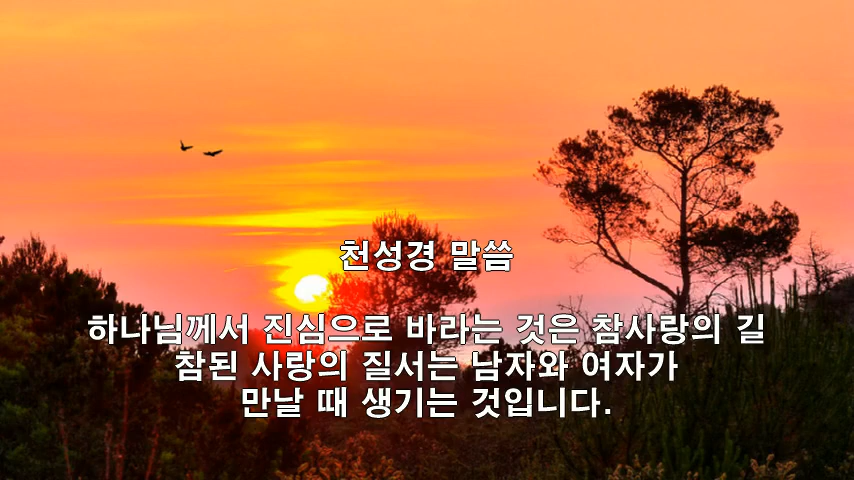 천성경 말씀
하나님께서 진심으로 바라는 것은 참사랑의 길
참된 사랑의 질서는 남자와 여자가
만날 때 생기는 것입니다.